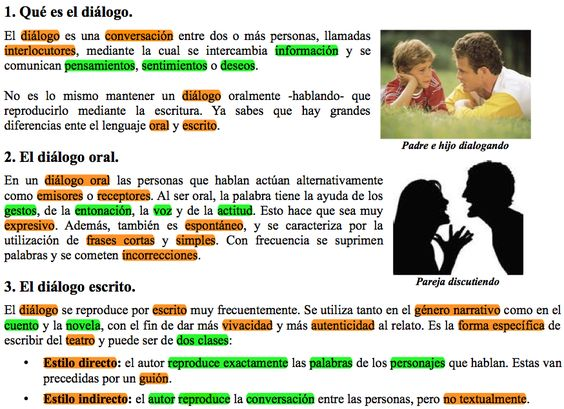 1. Qué es el diálogo.
El diálogo es una conversación entre dos o más personas, llamadas
interlocutores, mediante la cual se intercambia información y se
comunican pensamientos, sentimientos o deseos.
No es lo mismo mantener un diálogo oralmente -hablando- que
reproducirlo mediante la escritura. Ya sabes que hay grandes
diferencias ente el lenguaje oral y escrito.
Padre e hijo dialogando
2. El diálogo oral.
En un diálogo oral las personas que hablan actúan alternativamente
como emisores o receptores. Al ser oral, la palabra tiene la ayuda de los
gestos, de la entonación, la voz y de la actitud. Esto hace que sea muy
expresivo. Además, también es espontáneo, y se caracteriza por la
utilización de frases cortas y simples. Con frecuencia se suprimen
palabras y se cometen incorrecciones.
Pareja discutiendo
3. El diálogo escrito.
El diálogo se reproduce por escrito muy frecuentemente. Se utiliza tanto en el género narrativo como en el
cuento y la novela, con el fin de dar más vivacidad y más autenticidad al relato. Es la forma específica de
escribir del teatro y puede ser de dos clases:
• Estilo directo: el autor reproduce exactamente las palabras de los personajes que hablan. Estas van
precedidas por un guión.
• Estilo indirecto: el autor reproduce la conversación entre las personas, pero no textualmente.